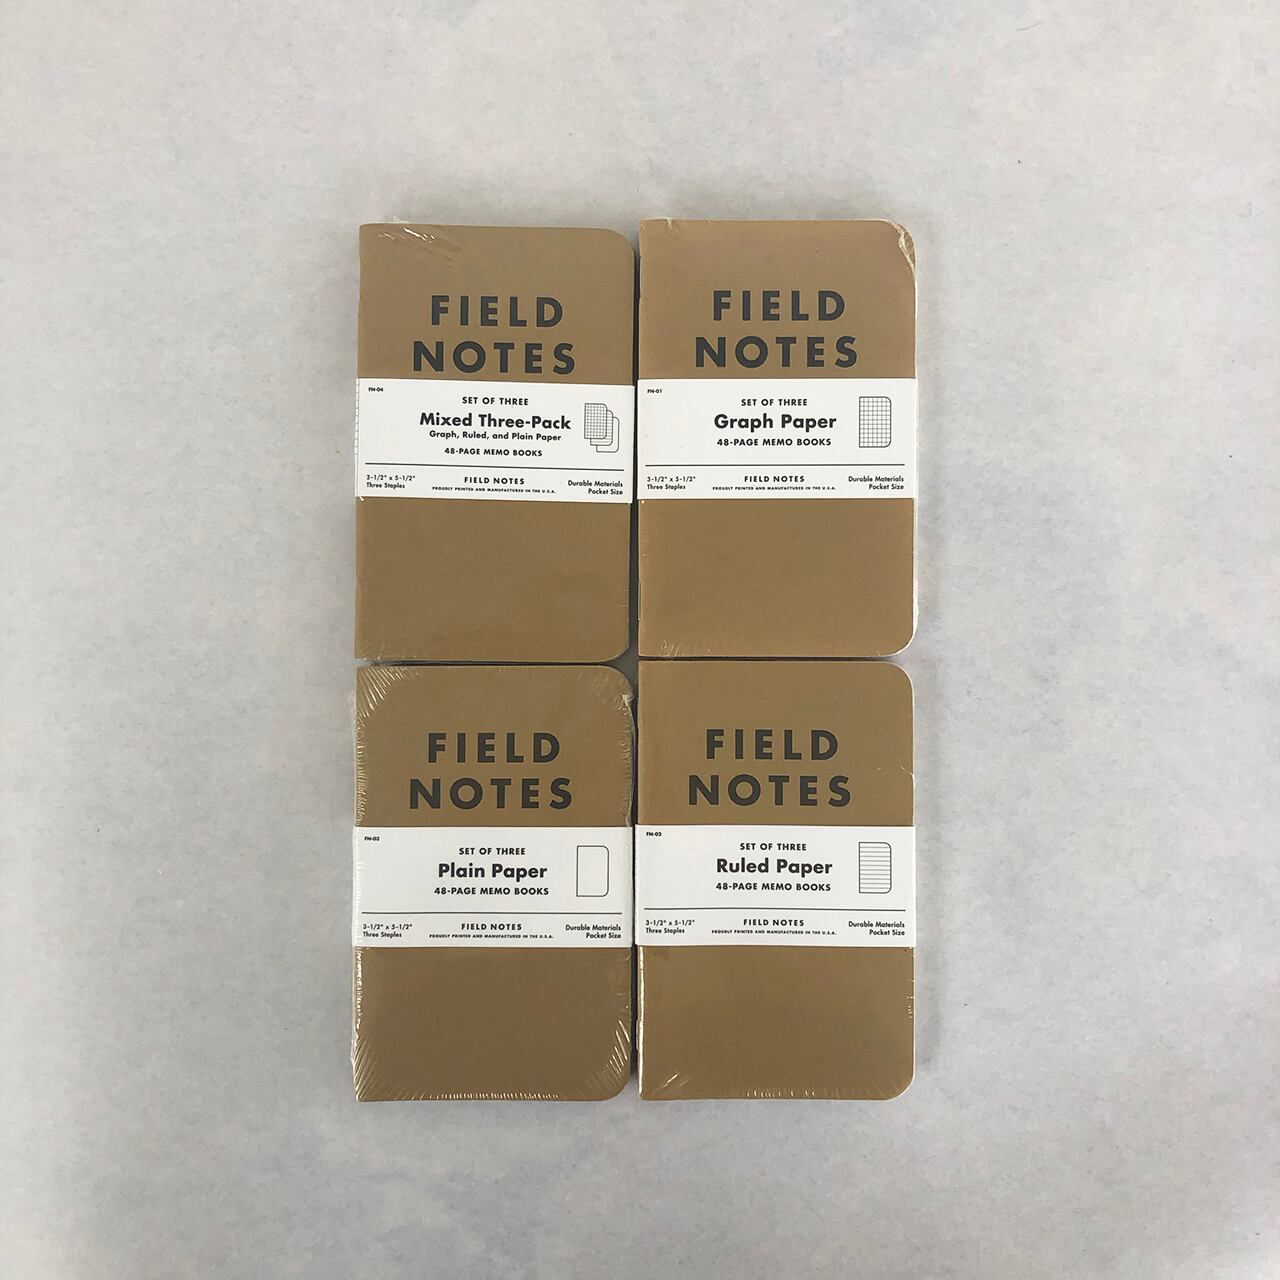 FIELD
NOTES
FN-04
SET OF THREE
Mixed Three-Pack
Graph, Ruled, and Plain Paper
48-PAGE MEMO BOOKS
3-1/2" x 5-1/2"
Three Staples
FIELD NOTES
PROUDLY PRINTED AND MANUFACTURED IN THE U.S.A.
Durable Materials
Pocket Size
FIELD
NOTES
FN-01
SET OF THREE
Graph Paper
48-PAGE MEMO BOOKS
3-1/2" x 5-1/2"
Three Staples
FIELD NOTES
PROUDLY PRINTED AND MANUFACTURED IN THE U.S.A.
Durable Materials
Pocket Size
FIELD
NOTES
FN-03
SET OF THREE
Plain Paper
48-PAGE MEMO BOOKS
3-1/2" x 5-1/2"
Three Staples
FIELD NOTES
PROUDLY PRINTED AND MANUFACTURED IN THE U.S.A.
Durable Materials
Pocket Size
FIELD
NOTES
FN-02
SET OF THREE
Ruled Paper
48-PAGE MEMO BOOKS
3-1/2" x 5-1/2"
Three Staples
FIELD NOTES
PROUDLY PRINTED AND MANUFACTURED IN THE U.S.A.
Durable Materials
Pocket Size